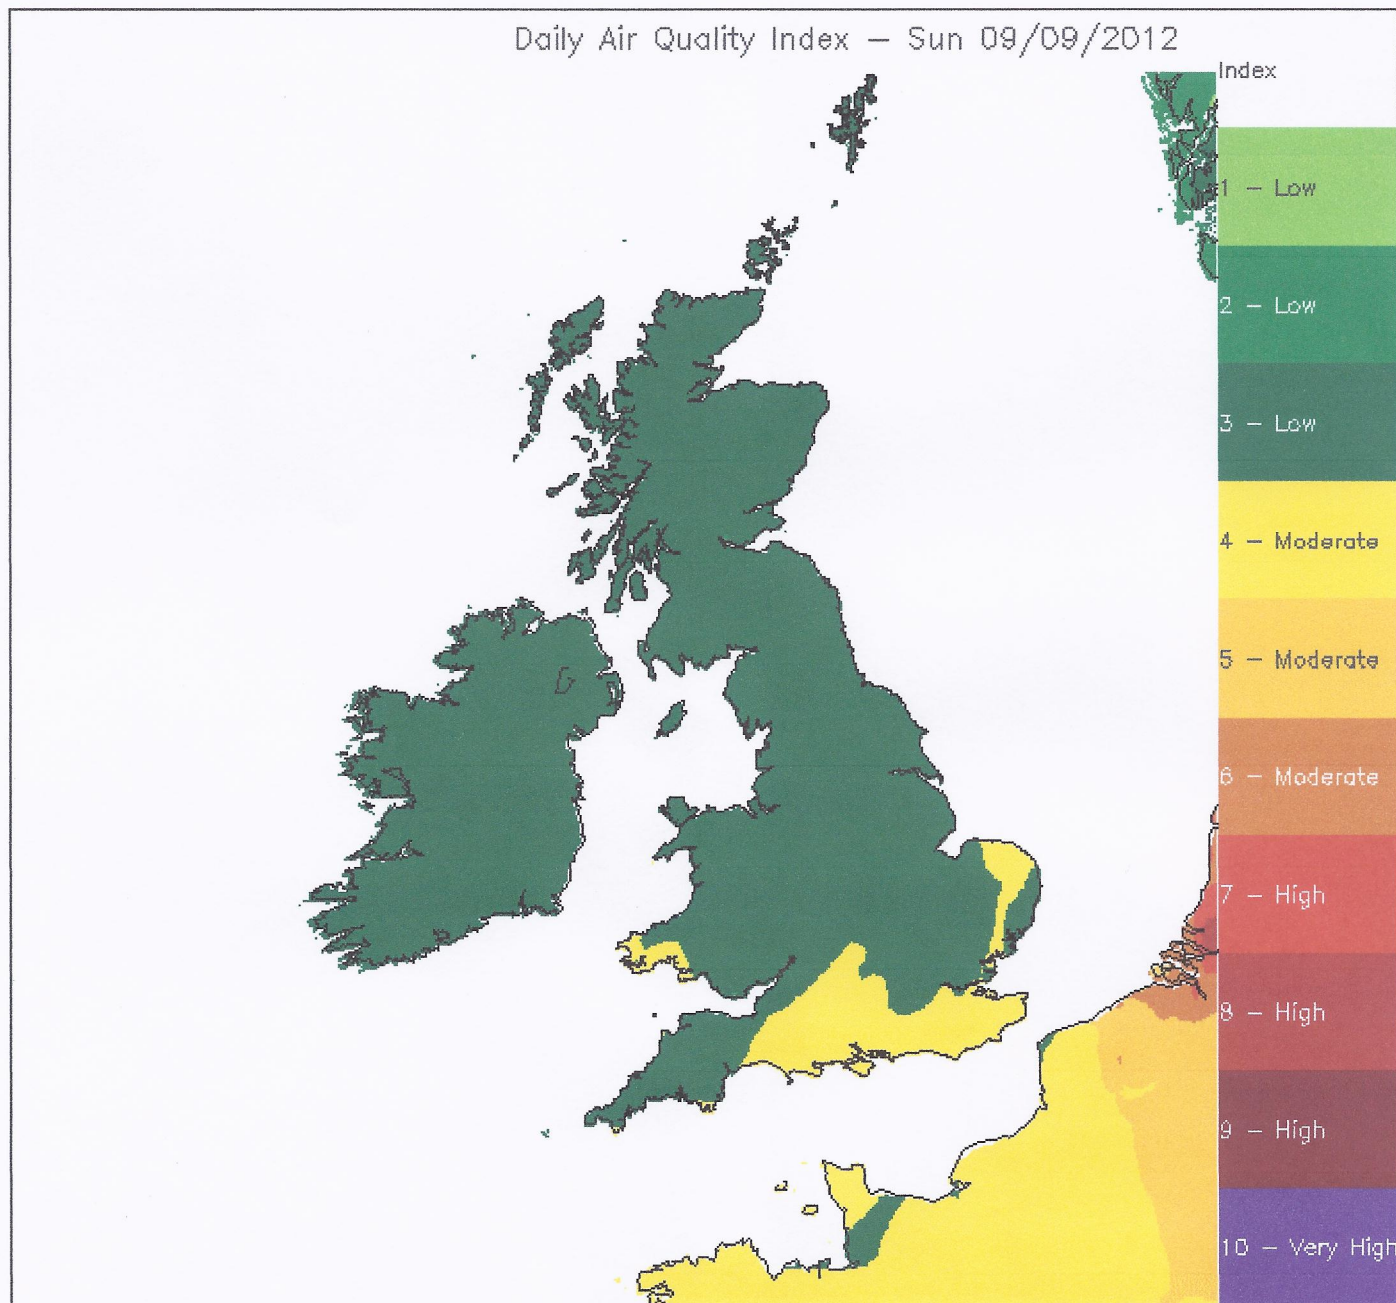 Daily Air Quality Index – Sun 09/09/2012
Index
1 – Low
2 – Low
3 – Low
4 – Moderate
5 – Moderate
6 – Moderate
7 – High
8 – High
9 – High
10 – Very High